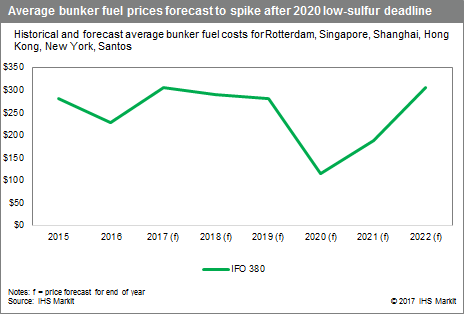 Average bunker fuel prices forecast to spike after 2020 low-sulfur deadline
Historical and forecast average bunker fuel costs for Rotterdam, Singapore, Shanghai, Hong
Kong, New York, Santos
$350
$300
$250
$200
$150
$100
$50
$0
2015 2016 2017 (f) 2018 (f) 2019 (f) 2020 (f) 2021 (f) 2022 (f)
IFO 380
Notes: f = price forecast for end of year
Source: IHS Markit © 2017 IHS Markit